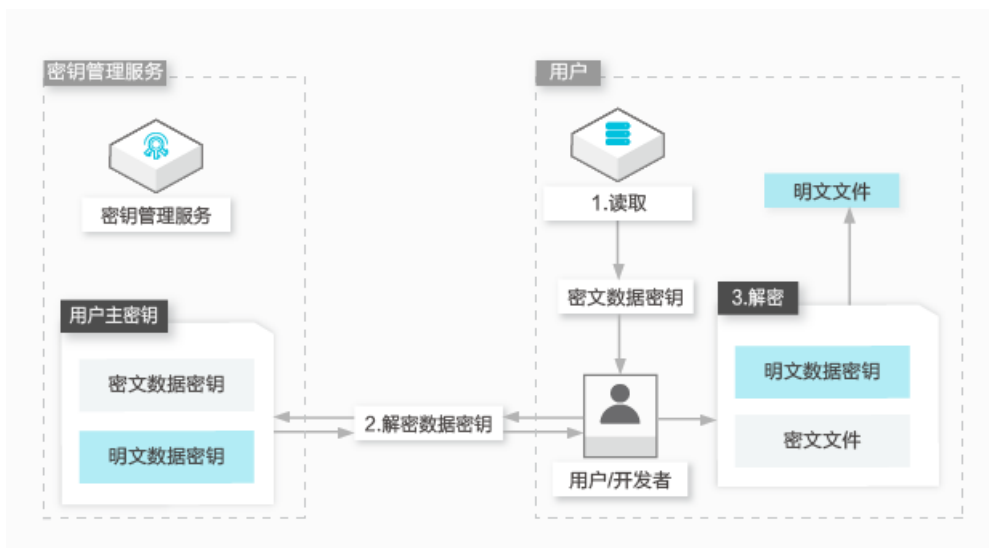 密钥管理服务
密钥管理服务
用户主密钥
密文数据密钥
明文数据密钥
2.解密数据密钥
用户
1.读取
密文数据密钥
用户/开发者
明文文件
3.解密
明文数据密钥
密文文件